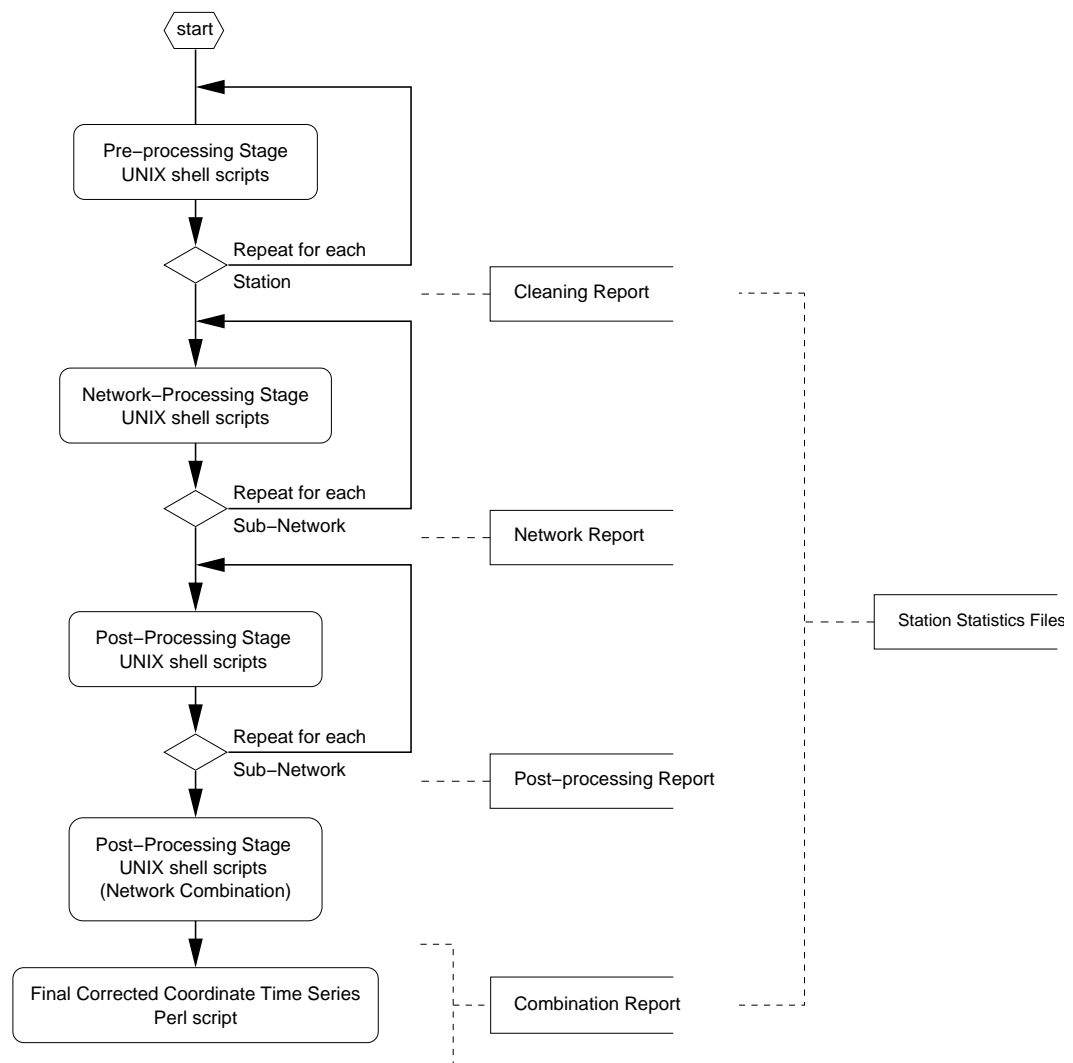 start
Pre−processing Stage
UNIX shell scripts
Repeat for each
Station
Cleaning Report
Network−Processing Stage
UNIX shell scripts
Repeat for each
Sub−Network
Network Report
Station Statistics Files
Post−Processing Stage
UNIX shell scripts
Repeat for each
Sub−Network
Post−processing Report
Post−Processing Stage
UNIX shell scripts
(Network Combination)
Final Corrected Coordinate Time Series
Perl script
Combination Report